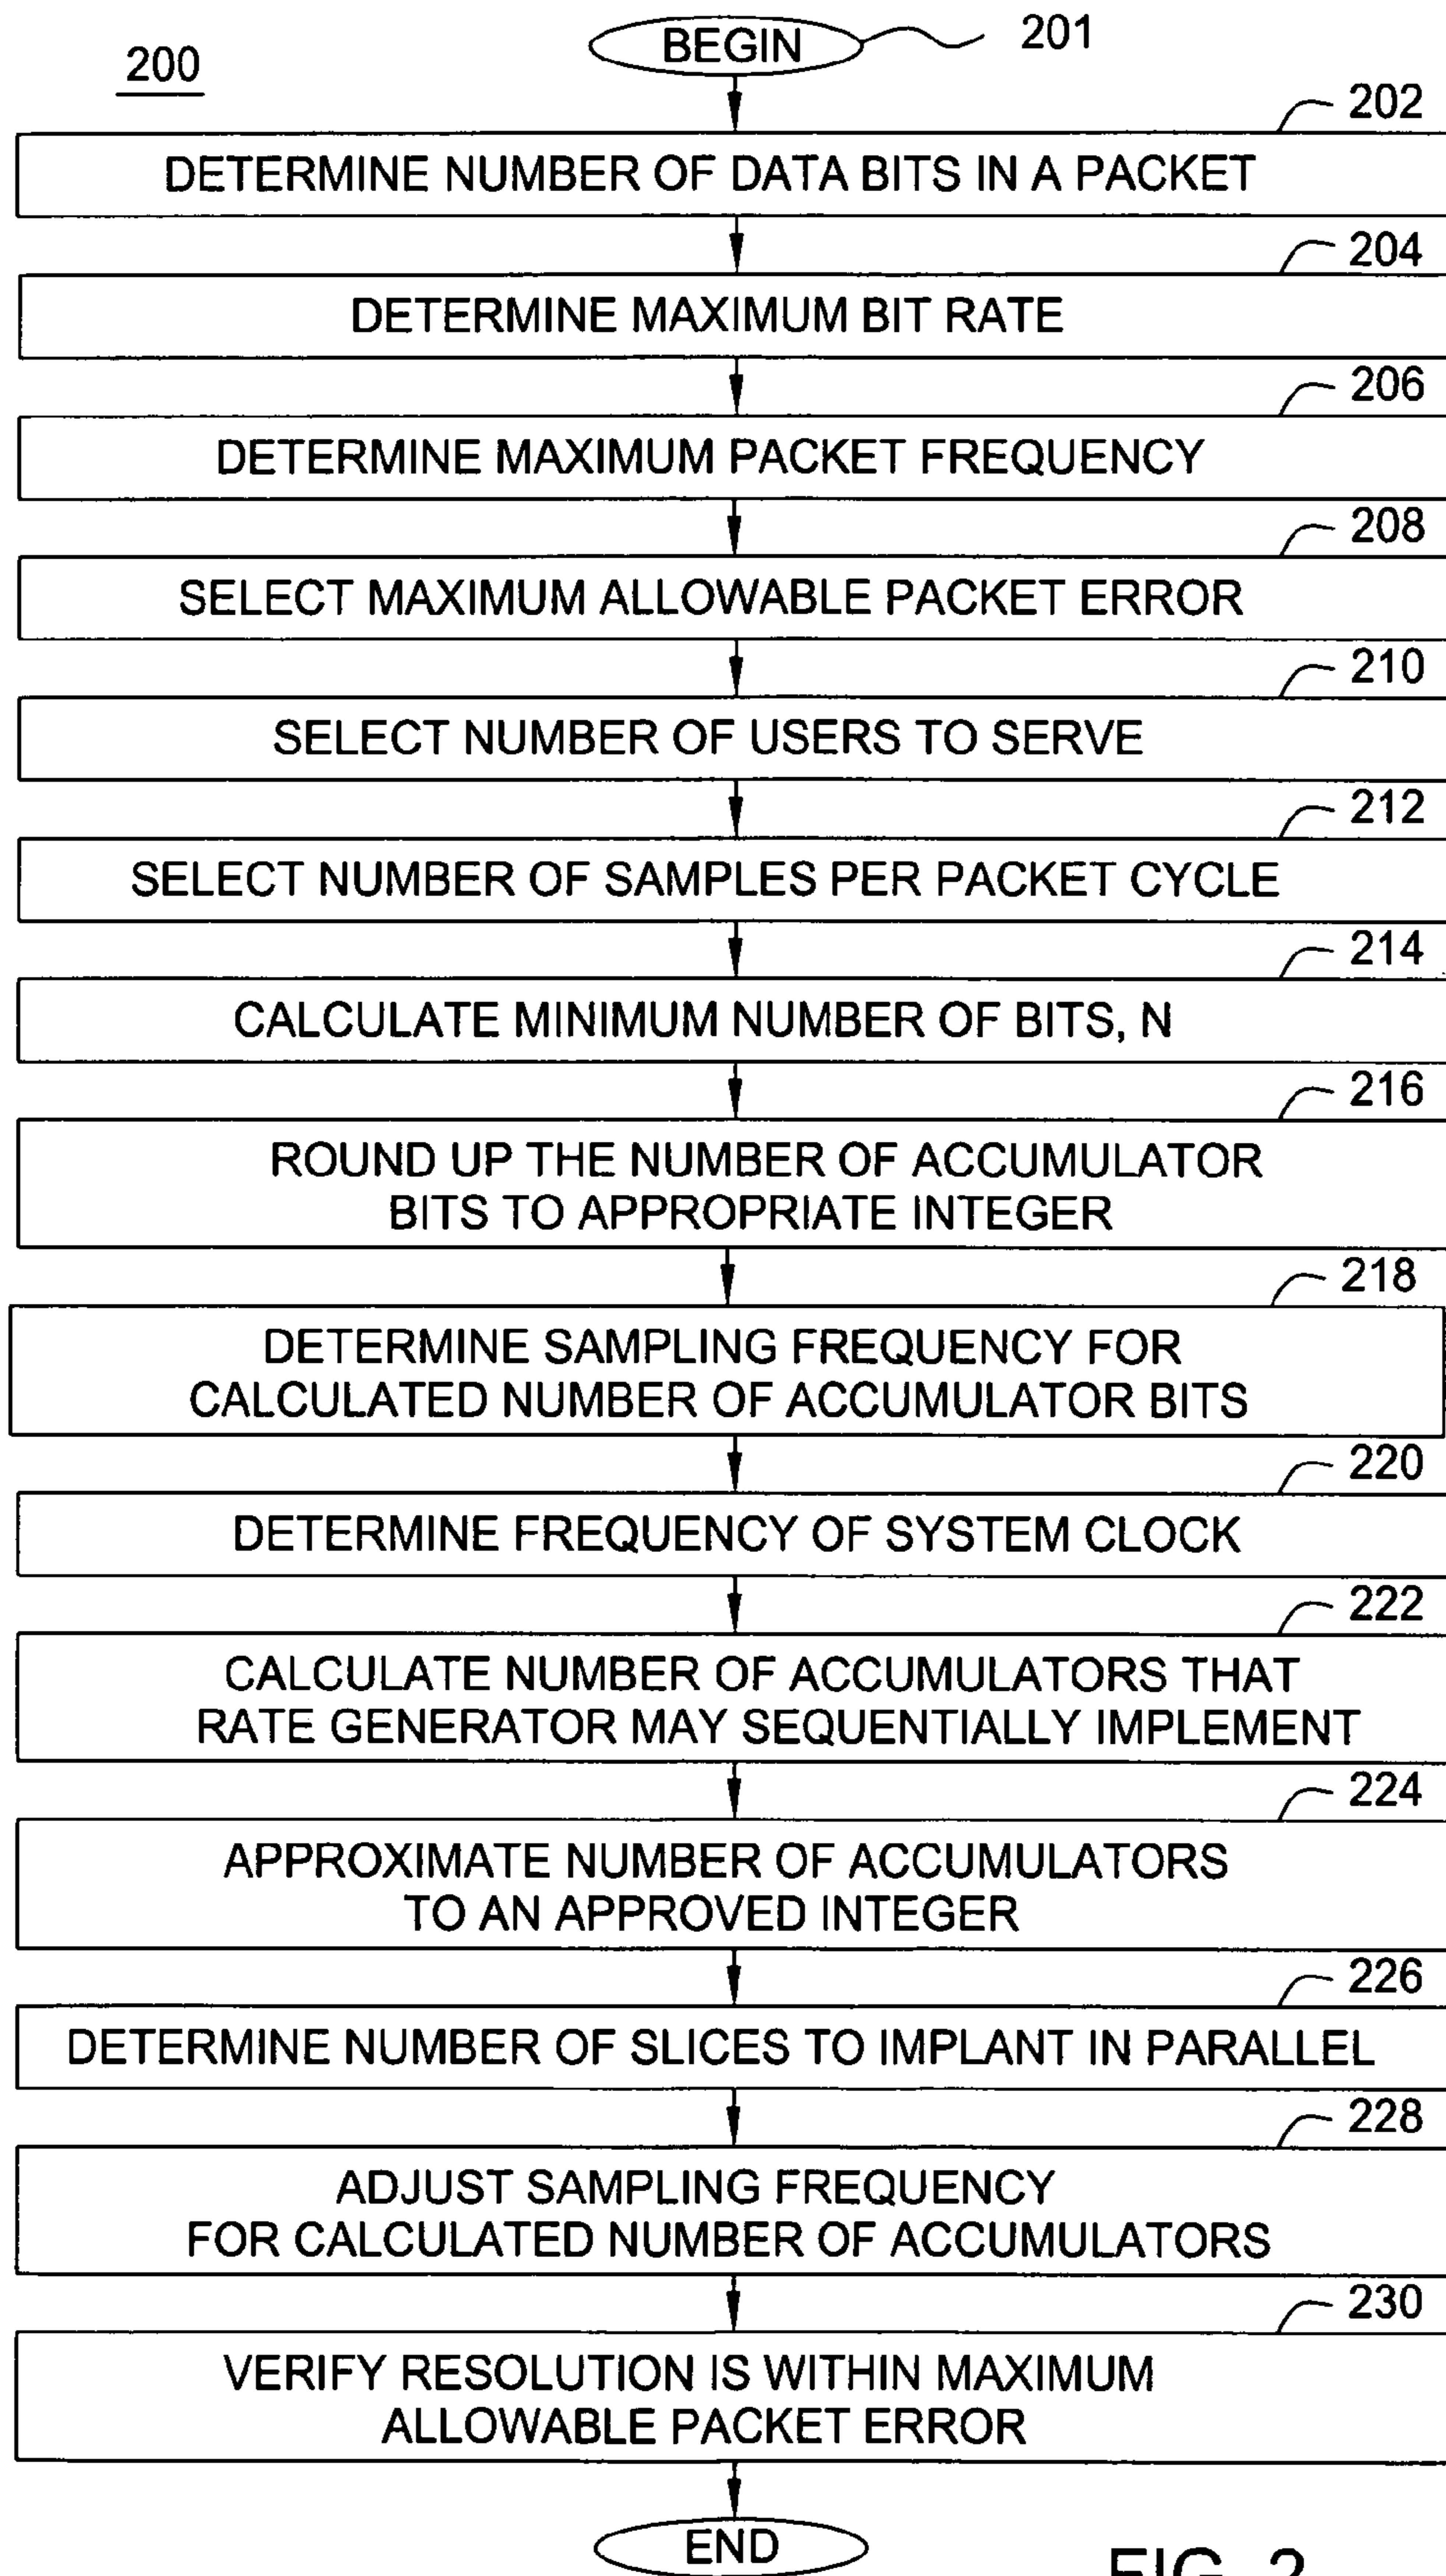 200
BEGIN
201
202
DETERMINE NUMBER OF DATA BITS IN A PACKET
204
DETERMINE MAXIMUM BIT RATE
206
DETERMINE MAXIMUM PACKET FREQUENCY
208
SELECT MAXIMUM ALLOWABLE PACKET ERROR
210
SELECT NUMBER OF USERS TO SERVE
212
SELECT NUMBER OF SAMPLES PER PACKET CYCLE
214
CALCULATE MINIMUM NUMBER OF BITS, N
216
ROUND UP THE NUMBER OF ACCUMULATOR
BITS TO APPROPRIATE INTEGER
218
DETERMINE SAMPLING FREQUENCY FOR
CALCULATED NUMBER OF ACCUMULATOR BITS
220
DETERMINE FREQUENCY OF SYSTEM CLOCK
222
CALCULATE NUMBER OF ACCUMULATORS THAT
RATE GENERATOR MAY SEQUENTIALLY IMPLEMENT
224
APPROXIMATE NUMBER OF ACCUMULATORS
TO AN APPROVED INTEGER
226
DETERMINE NUMBER OF SLICES TO IMPLANT IN PARALLEL
228
ADJUST SAMPLING FREQUENCY
FOR CALCULATED NUMBER OF ACCUMULATORS
230
VERIFY RESOLUTION IS WITHIN MAXIMUM
ALLOWABLE PACKET ERROR
END
FIG. 2